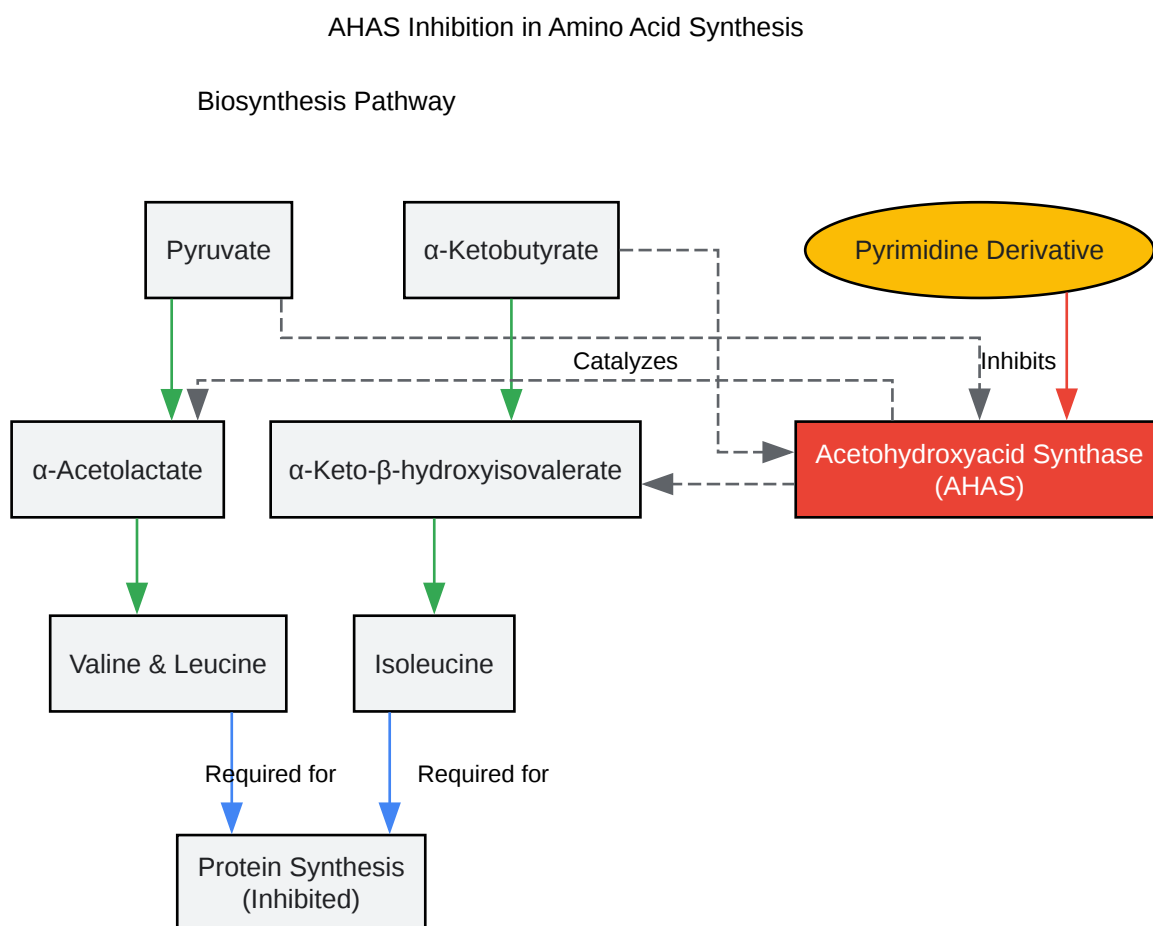 AHAS Inhibition in Amino Acid Synthesis
Biosynthesis Pathway
Pyruvate
α-Ketobutyrate
Pyrimidine Derivative
Catalyzes
Inhibits
α-Acetolactate
α-Keto-β-hydroxyisovalerate
Acetohydroxyacid Synthase
(AHAS)
Valine & Leucine
Isoleucine
Required for
Required for
Protein Synthesis
(Inhibited)